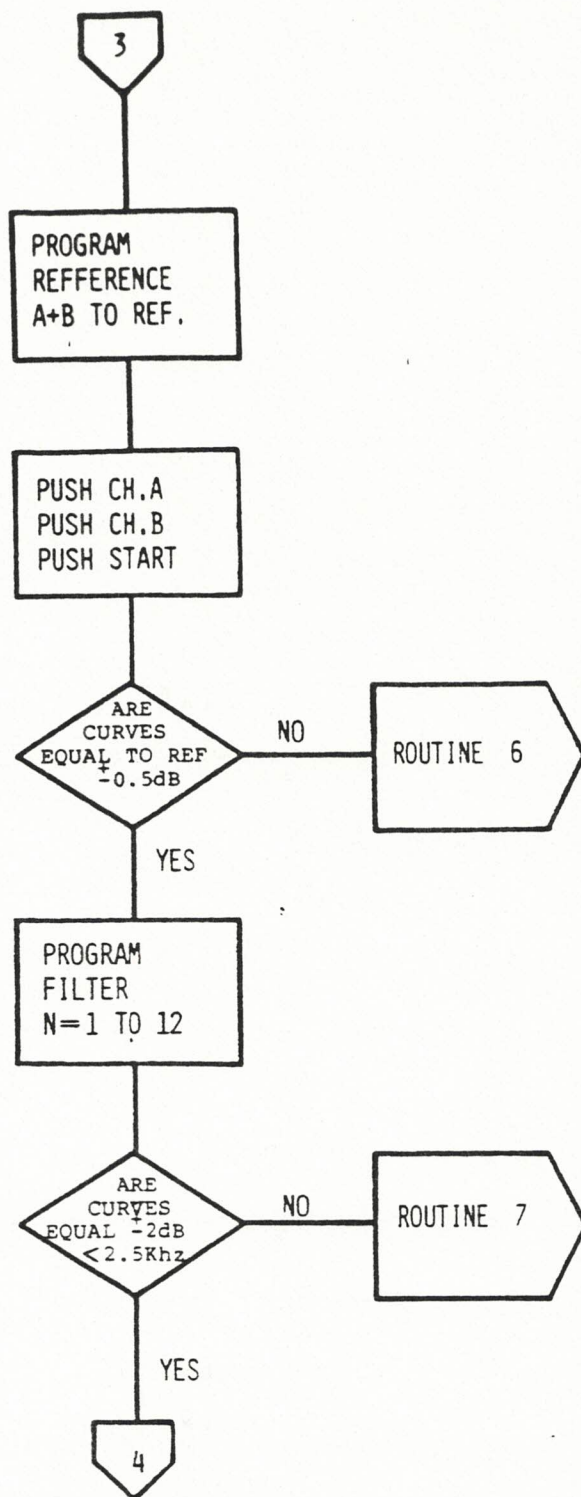 3
PROGRAM
REFFERENCE
A+B TO REF.
PUSH CH.A
PUSH CH.B
PUSH START
ARE
CURVES
EQUAL TO REF
±0.5dB
NO
ROUTINE 6
YES
PROGRAM
FILTER
N=1 TO 12
ARE
CURVES
EQUAL ±2dB
<2.5Khz
NO
ROUTINE 7
YES
4